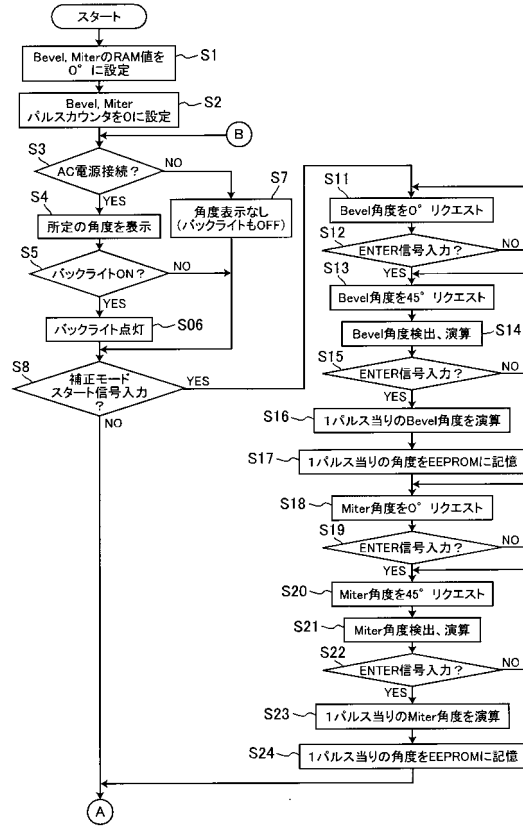 スタート
Bevel, MiterのRAM値を
0°に設定
S1
Bevel, Miter
パルスカウンタを0に設定
S2
B
S3
AC電源接続?
NO
YES
S4
所定の角度を表示
S7
角度表示なし
(バックライトもOFF)
S5
バックライトON?
NO
YES
バックライト点灯
S06
S8
補正モード
スタート信号入力
?
YES
NO
S11
Bevel角度を0°リクエスト
S12
ENTER信号入力?
NO
YES
S13
Bevel角度を45°リクエスト
Bevel角度検出、演算
S14
S15
ENTER信号入力?
NO
YES
S16
1パルス当りのBevel角度を演算
S17
1パルス当りの角度をEEPROMに記憶
S18
Miter角度を0°リクエスト
S19
ENTER信号入力?
NO
YES
S20
Miter角度を45°リクエスト
S21
Miter角度検出、演算
S22
ENTER信号入力?
NO
YES
S23
1パルス当りのMiter角度を演算
S24
1パルス当りの角度をEEPROMに記憶
A